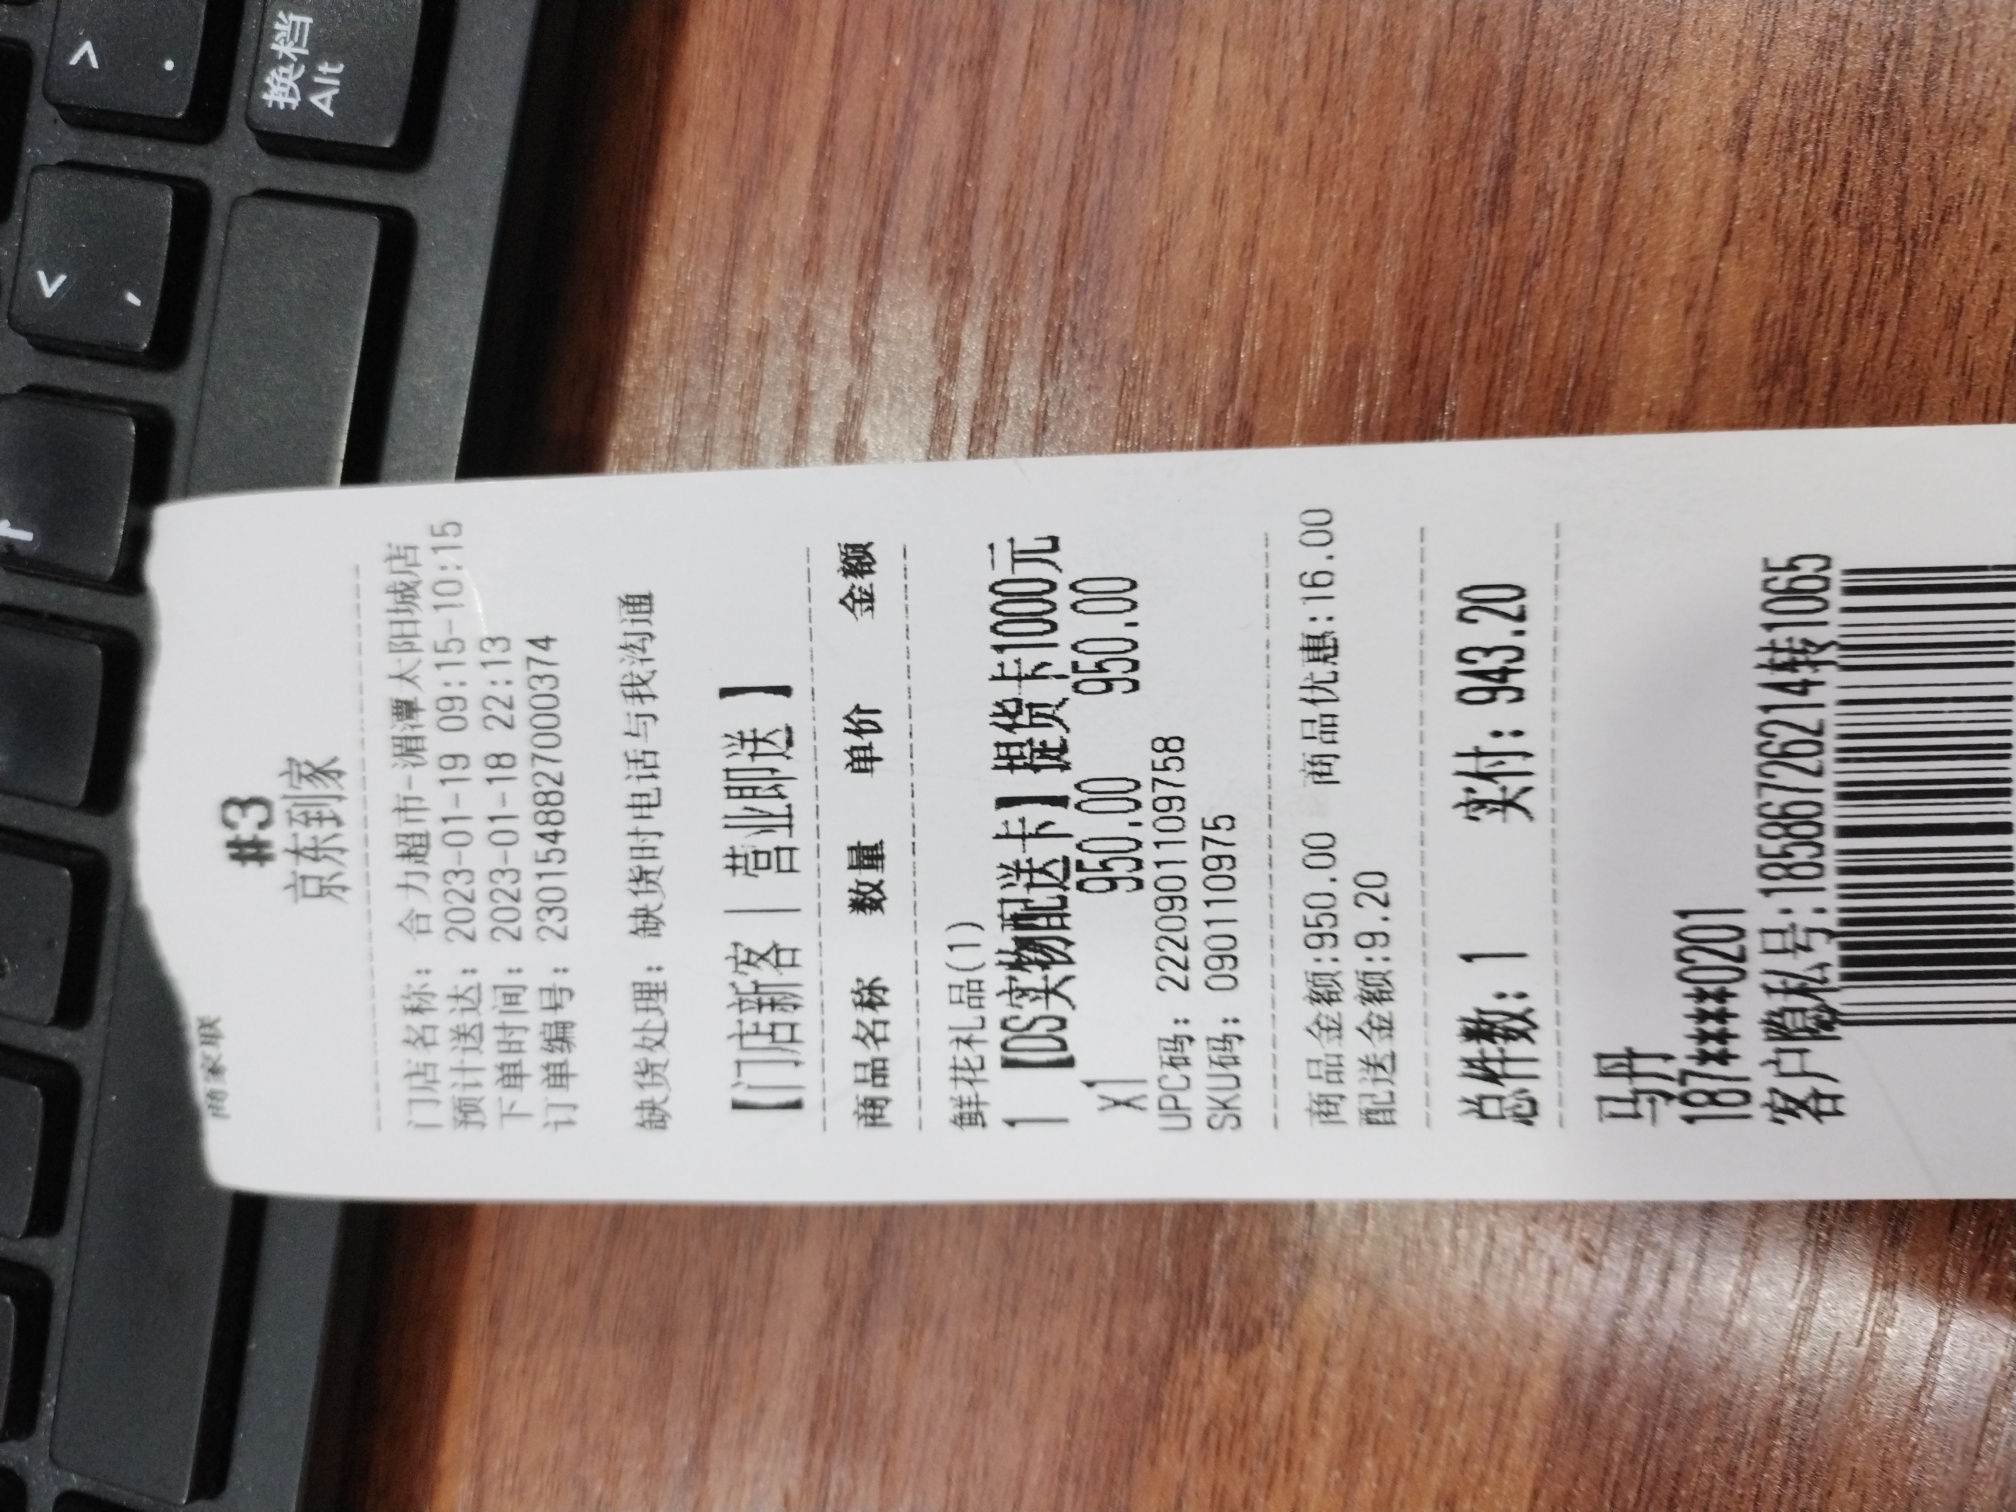 商家联
#3
京东到家
门店名称: 合力超市-湄潭太阳城店
预计送达: 2023-01-19 09:15-10:15
下单时间: 2023-01-18 22:13
订单编号: 2301548827000374
缺货处理: 缺货时电话与我沟通
【门店新客 | 营业即送 】
商品名称 数量 单价 金额
鲜花礼品(1)
1 【DS实物配送卡】提货卡1000元
X1 950.00 950.00
UPC码: 2220901109758
SKU码: 090110975
商品金额:950.00 商品优惠:16.00
配送金额:9.20
总件数: 1 实付: 943.20
马丹
187****0201
客户隐私号:18586726214转1065
换档
Alt
> .
< ,